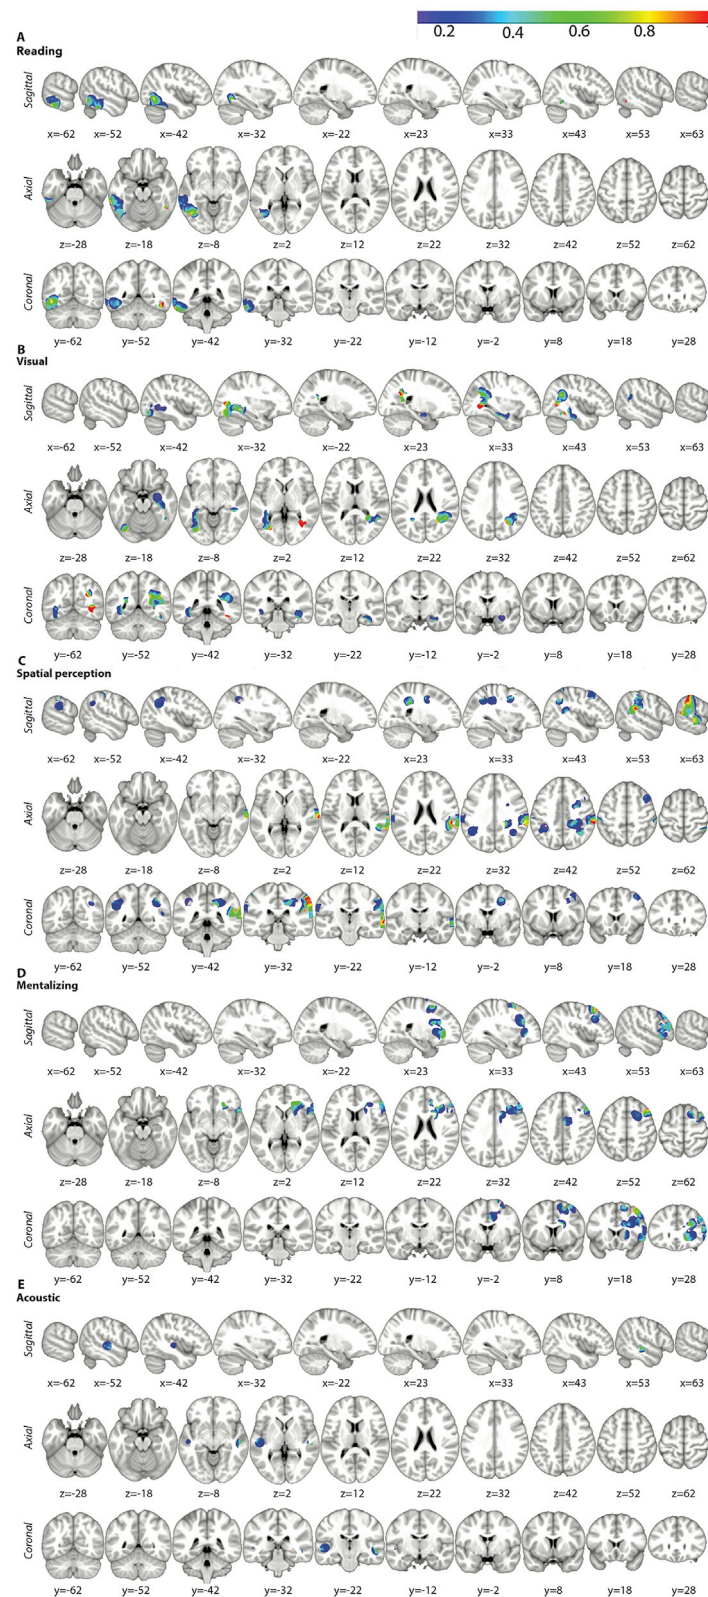 0.2 0.4 0.6 0.8 1
A
Reading
Sagittal
x=-62 x=-52 x=-42 x=-32 x=-22 x=23 x=33 x=43 x=53 x=63
Axial
z=-28 z=-18 z=-8 z=2 z=12 z=22 z=32 z=42 z=52 z=62
Coronal
y=-62 y=-52 y=-42 y=-32 y=-22 y=-12 y=-2 y=8 y=18 y=28
B
Visual
Sagittal
x=-62 x=-52 x=-42 x=-32 x=-22 x=23 x=33 x=43 x=53 x=63
Axial
z=-28 z=-18 z=-8 z=2 z=12 z=22 z=32 z=42 z=52 z=62
Coronal
y=-62 y=-52 y=-42 y=-32 y=-22 y=-12 y=-2 y=8 y=18 y=28
C
Spatial perception
Sagittal
x=-62 x=-52 x=-42 x=-32 x=-22 x=23 x=33 x=43 x=53 x=63
Axial
z=-28 z=-18 z=-8 z=2 z=12 z=22 z=32 z=42 z=52 z=62
Coronal
y=-62 y=-52 y=-42 y=-32 y=-22 y=-12 y=-2 y=8 y=18 y=28
D
Mentalizing
Sagittal
x=-62 x=-52 x=-42 x=-32 x=-22 x=23 x=33 x=43 x=53 x=63
Axial
z=-28 z=-18 z=-8 z=2 z=12 z=22 z=32 z=42 z=52 z=62
Coronal
y=-62 y=-52 y=-42 y=-32 y=-22 y=-12 y=-2 y=8 y=18 y=28
E
Acoustic
Sagittal
x=-62 x=-52 x=-42 x=-32 x=-22 x=23 x=33 x=43 x=53 x=63
Axial
z=-28 z=-18 z=-8 z=2 z=12 z=22 z=32 z=42 z=52 z=62
Coronal
y=-62 y=-52 y=-42 y=-32 y=-22 y=-12 y=-2 y=8 y=18 y=28